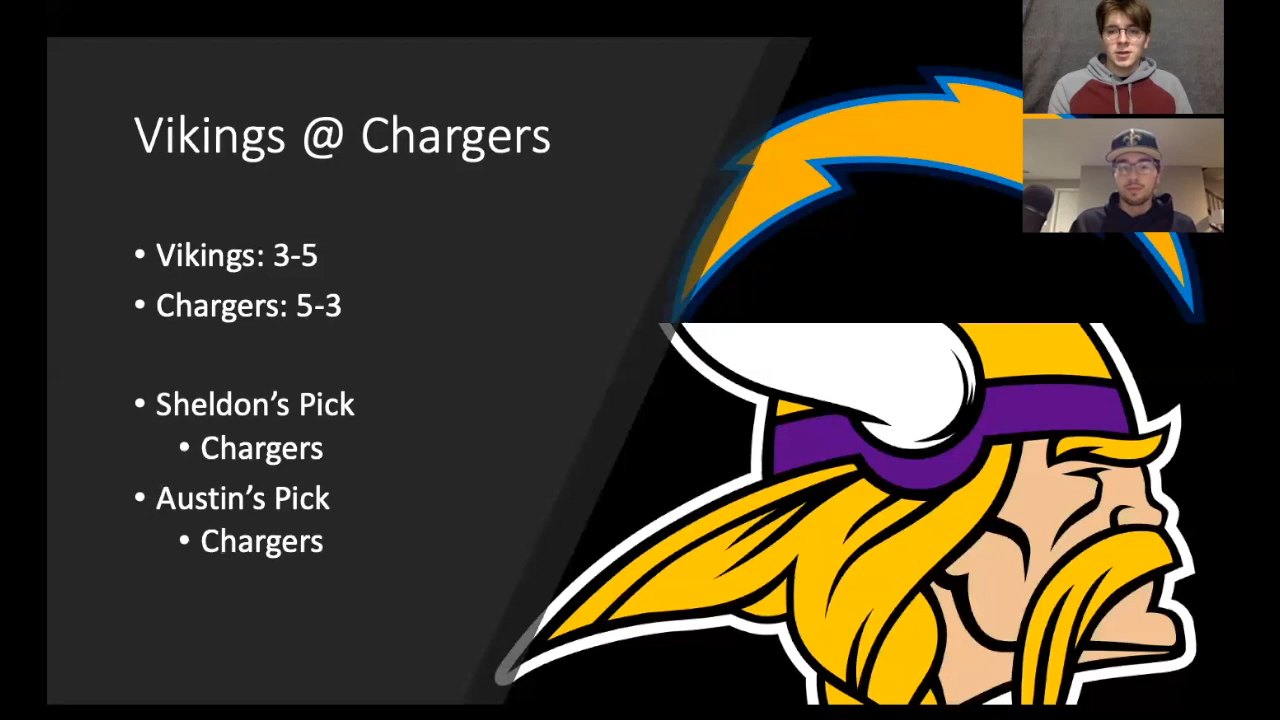 Vikings @ Chargers
• Vikings: 3-5
• Chargers: 5-3
• Sheldon’s Pick
• Chargers
• Austin’s Pick
• Chargers